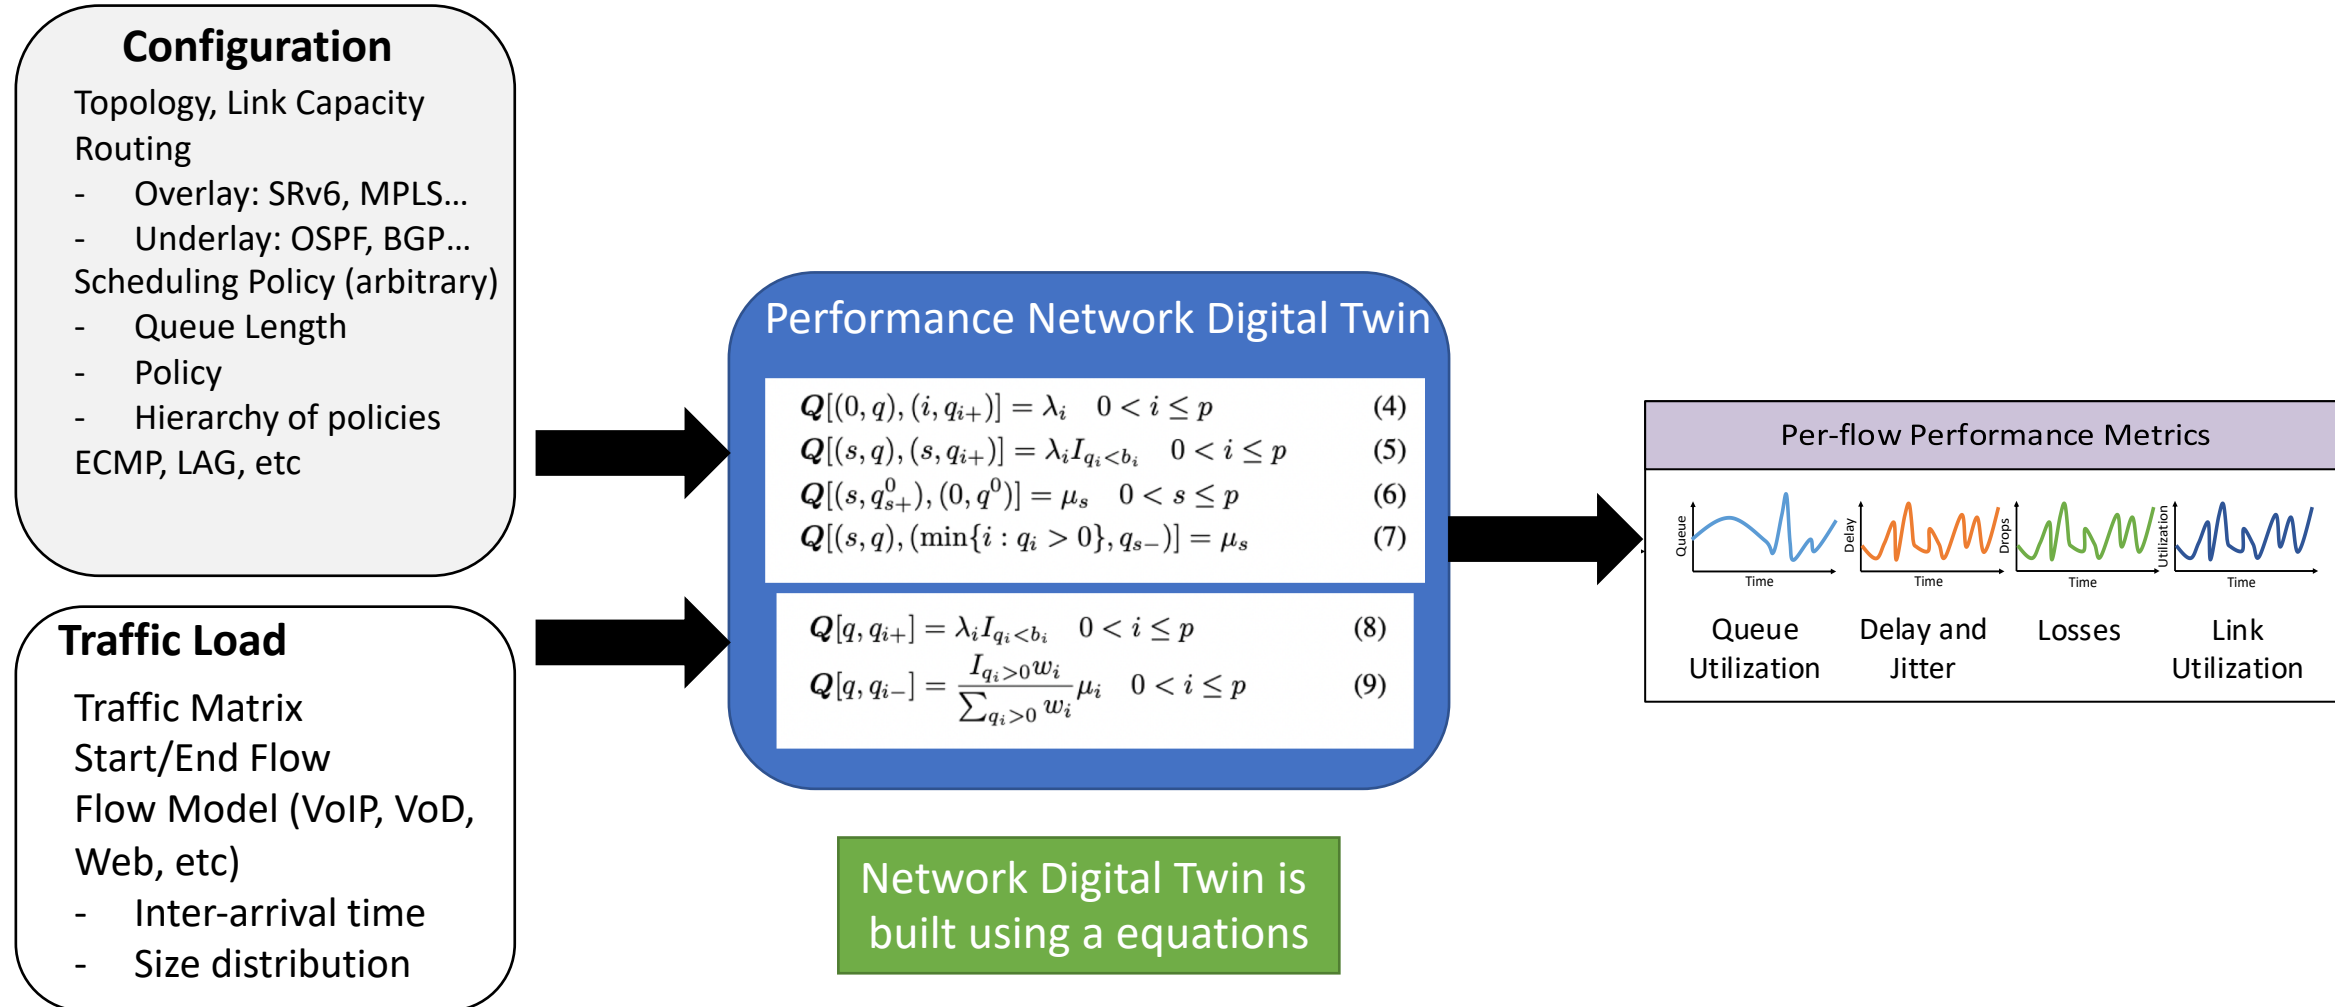 Configuration
Topology, Link Capacity
Routing
- Overlay: SRv6, MPLS...
- Underlay: OSPF, BGP...
Scheduling Policy (arbitrary)
- Queue Length
- Policy
- Hierarchy of policies
ECMP, LAG, etc
Traffic Load
Traffic Matrix
Start/End Flow
Flow Model (VoIP, VoD,
Web, etc)
- Inter-arrival time
- Size distribution
Performance Network Digital Twin
Q[(0, q), (i, q_{i+})] = λ_i   0 < i ≤ p   (4)
Q[(s, q), (s, q_{i+})] = λ_i I_{q_i<b_i}   0 < i ≤ p   (5)
Q[(s, q^0_{s+}), (0, q^0)] = μ_s   0 < s ≤ p   (6)
Q[(s, q), (min{i : q_i > 0}, q_{s−})] = μ_s   (7)
Q[q, q_{i+}] = λ_i I_{q_i<b_i}   0 < i ≤ p   (8)
Q[q, q_{i−}] = \frac{I_{q_i>0} w_i}{∑_{q_i>0} w_i} μ_i   0 < i ≤ p   (9)
Network Digital Twin is
built using a equations
Per-flow Performance Metrics
Queue
Time
Delay
Time
Drops
Time
Utilization
Time
Queue
Utilization
Delay and
Jitter
Losses
Link
Utilization